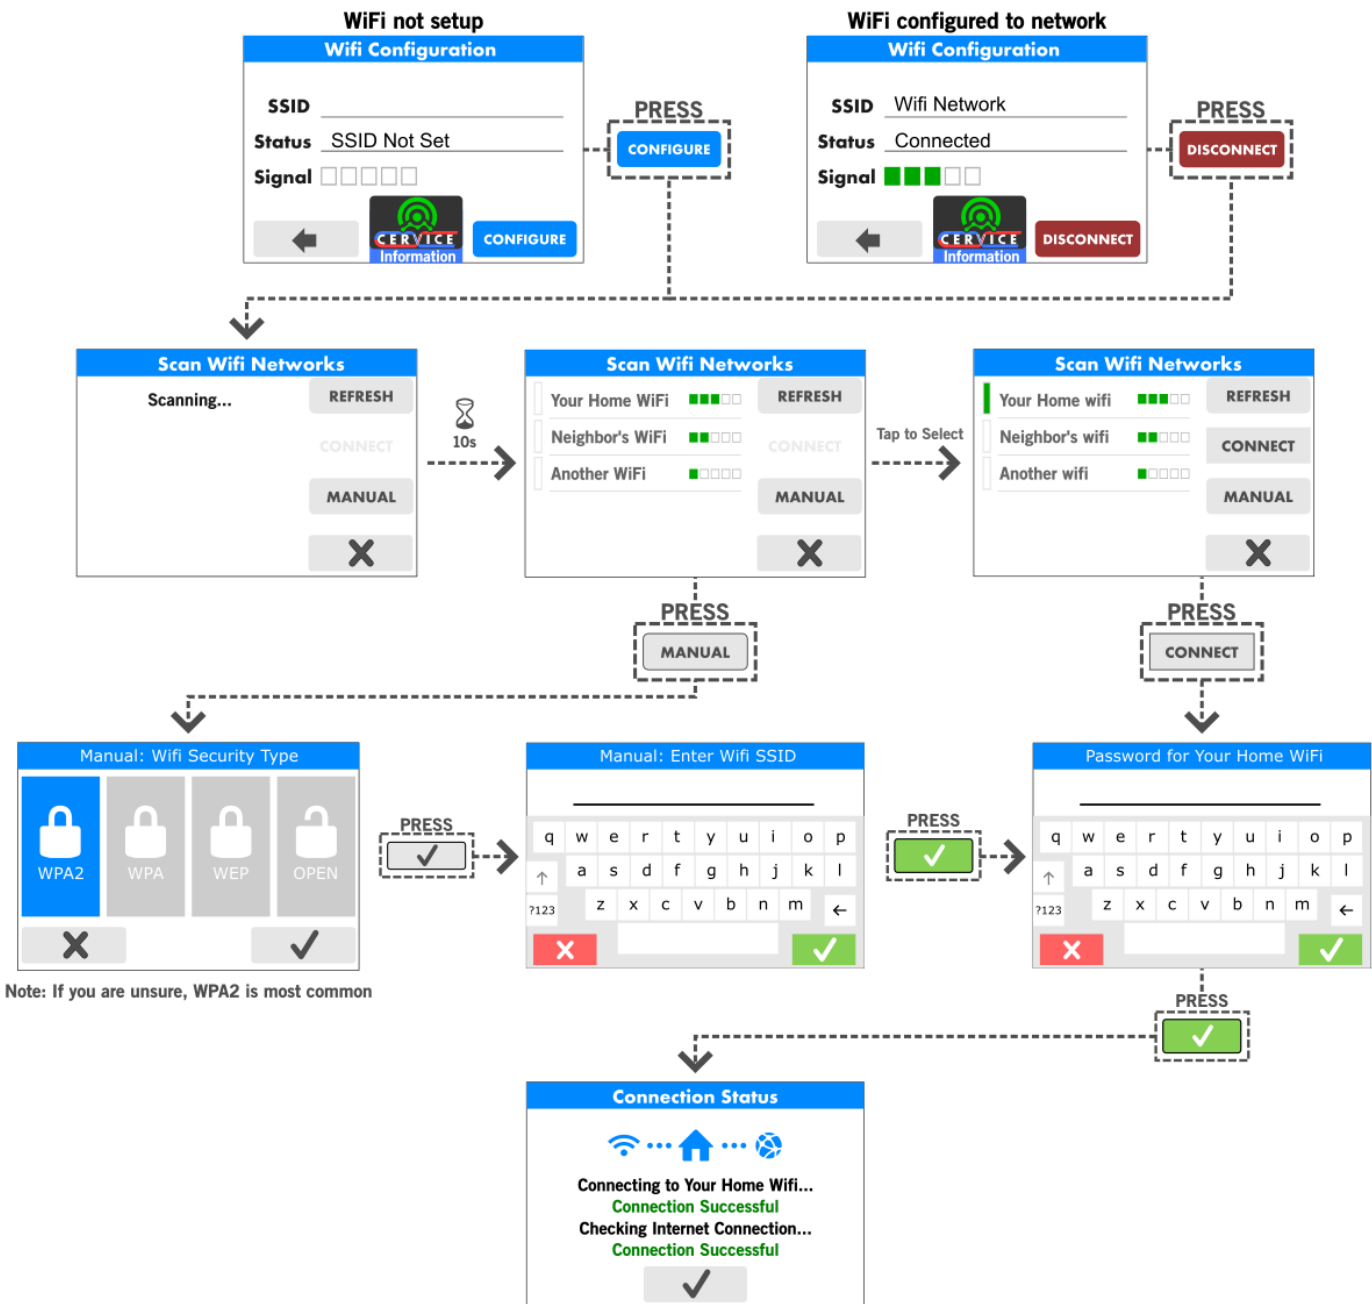 WiFi not setup
WiFi configured to network
Wifi Configuration
SSID
Status SSID Not Set
Signal
CERVICE
Information
CONFIGURE
PRESS
CONFIGURE
Wifi Configuration
SSID Wifi Network
Status Connected
Signal
CERVICE
Information
DISCONNECT
PRESS
DISCONNECT
Scan Wifi Networks
Scanning...
REFRESH
CONNECT
MANUAL
10s
Scan Wifi Networks
Your Home WiFi
Neighbor's WiFi
Another WiFi
REFRESH
CONNECT
MANUAL
Tap to Select
Scan Wifi Networks
Your Home wifi
Neighbor's wifi
Another wifi
REFRESH
CONNECT
MANUAL
PRESS
MANUAL
PRESS
CONNECT
Manual: Wifi Security Type
WPA2 WPA WEP OPEN
Note: If you are unsure, WPA2 is most common
PRESS
Manual: Enter Wifi SSID
q w e r t y u i o p
a s d f g h j k l
?123 z x c v b n m
PRESS
Password for Your Home WiFi
q w e r t y u i o p
a s d f g h j k l
?123 z x c v b n m
PRESS
Connection Status
Connecting to Your Home Wifi...
Connection Successful
Checking Internet Connection...
Connection Successful